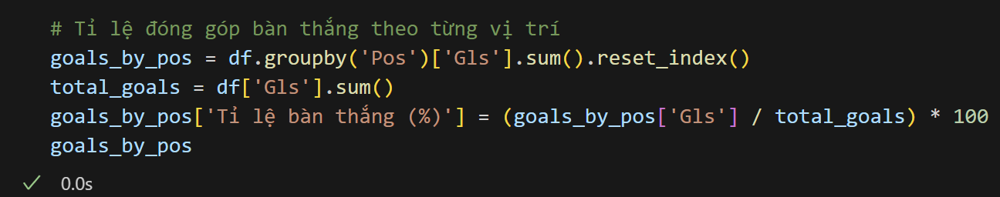 # Tỉ lệ đóng góp bàn thắng theo từng vị trí
goals_by_pos = df.groupby('Pos')['Gls'].sum().reset_index()
total_goals = df['Gls'].sum()
goals_by_pos['Tỉ lệ bàn thắng (%)'] = (goals_by_pos['Gls'] / total_goals) * 100
goals_by_pos
0.0s